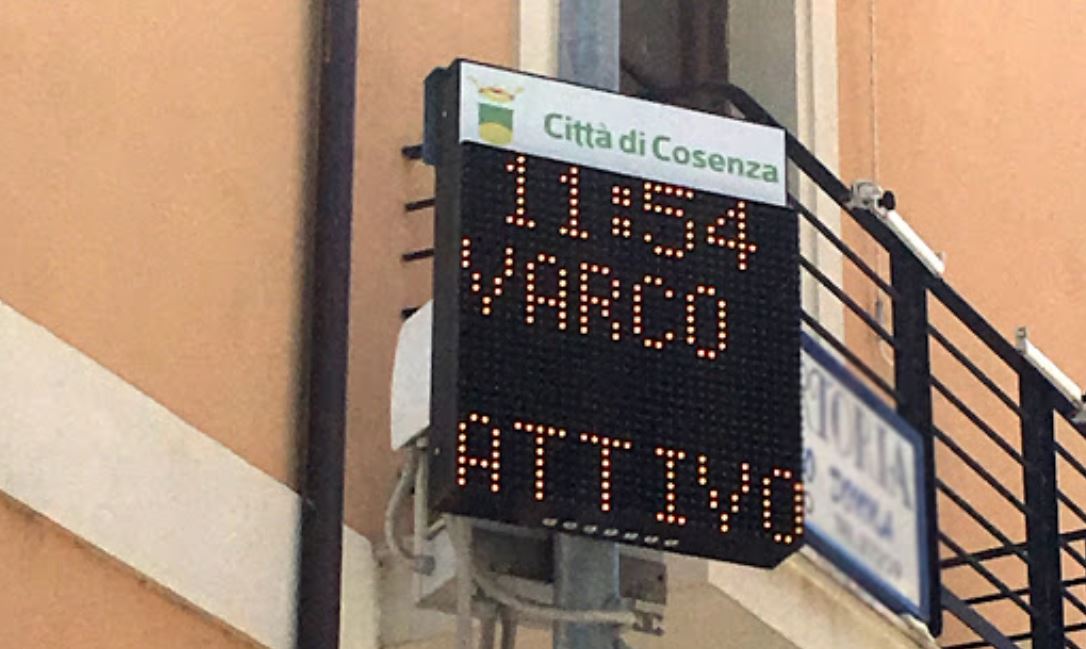 Città di Cosenza
11:54
VARCO
ATTIVO